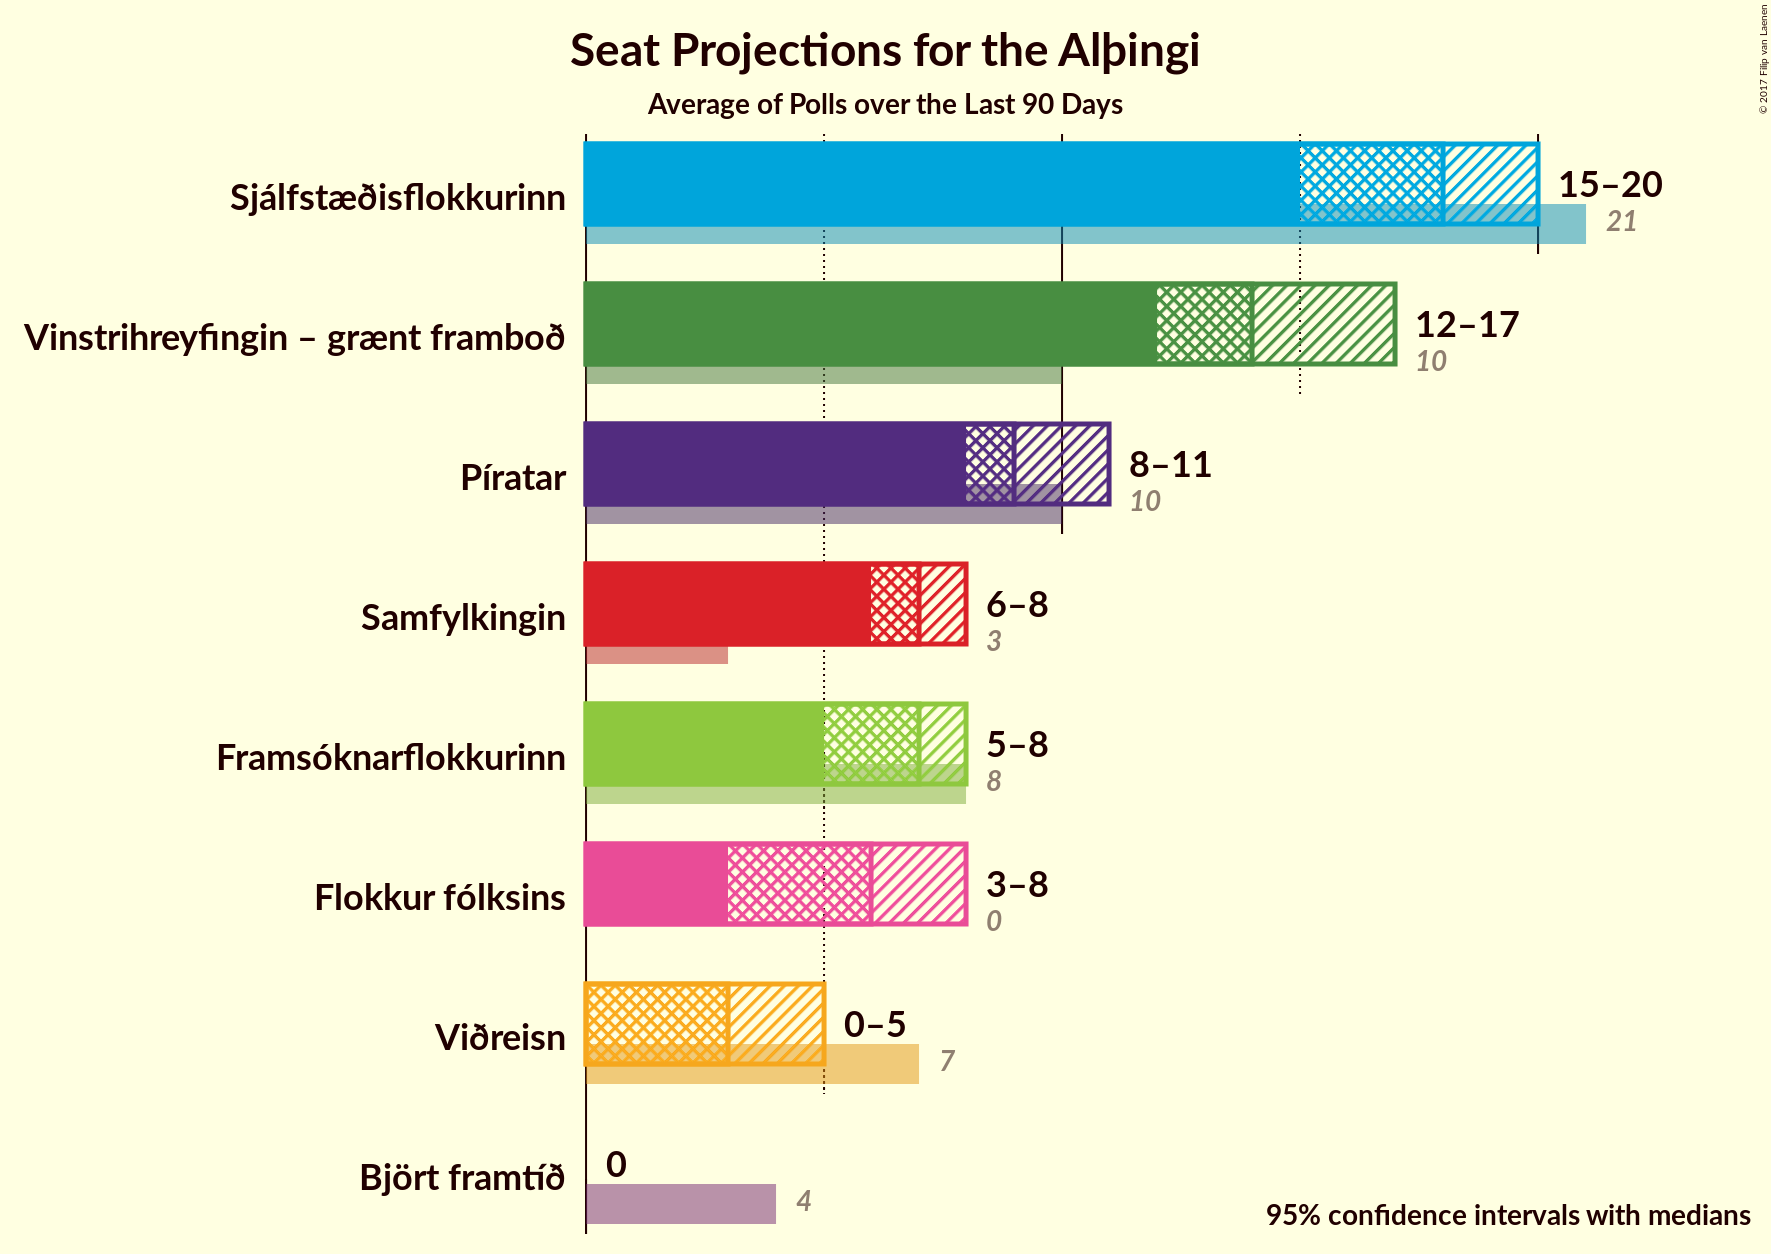 Seat Projections for the Alþingi
Average of Polls over the Last 90 Days
© 2017 Filip van Laenen
Sjálfstæðisflokkurinn
15–20
21
Vinstrihreyfingin – grænt framboð
12–17
10
Píratar
8–11
10
Samfylkingin
6–8
3
Framsóknarflokkurinn
5–8
8
Flokkur fólksins
3–8
0
Viðreisn
0–5
7
Björt framtíð
0
4
95% confidence intervals with medians